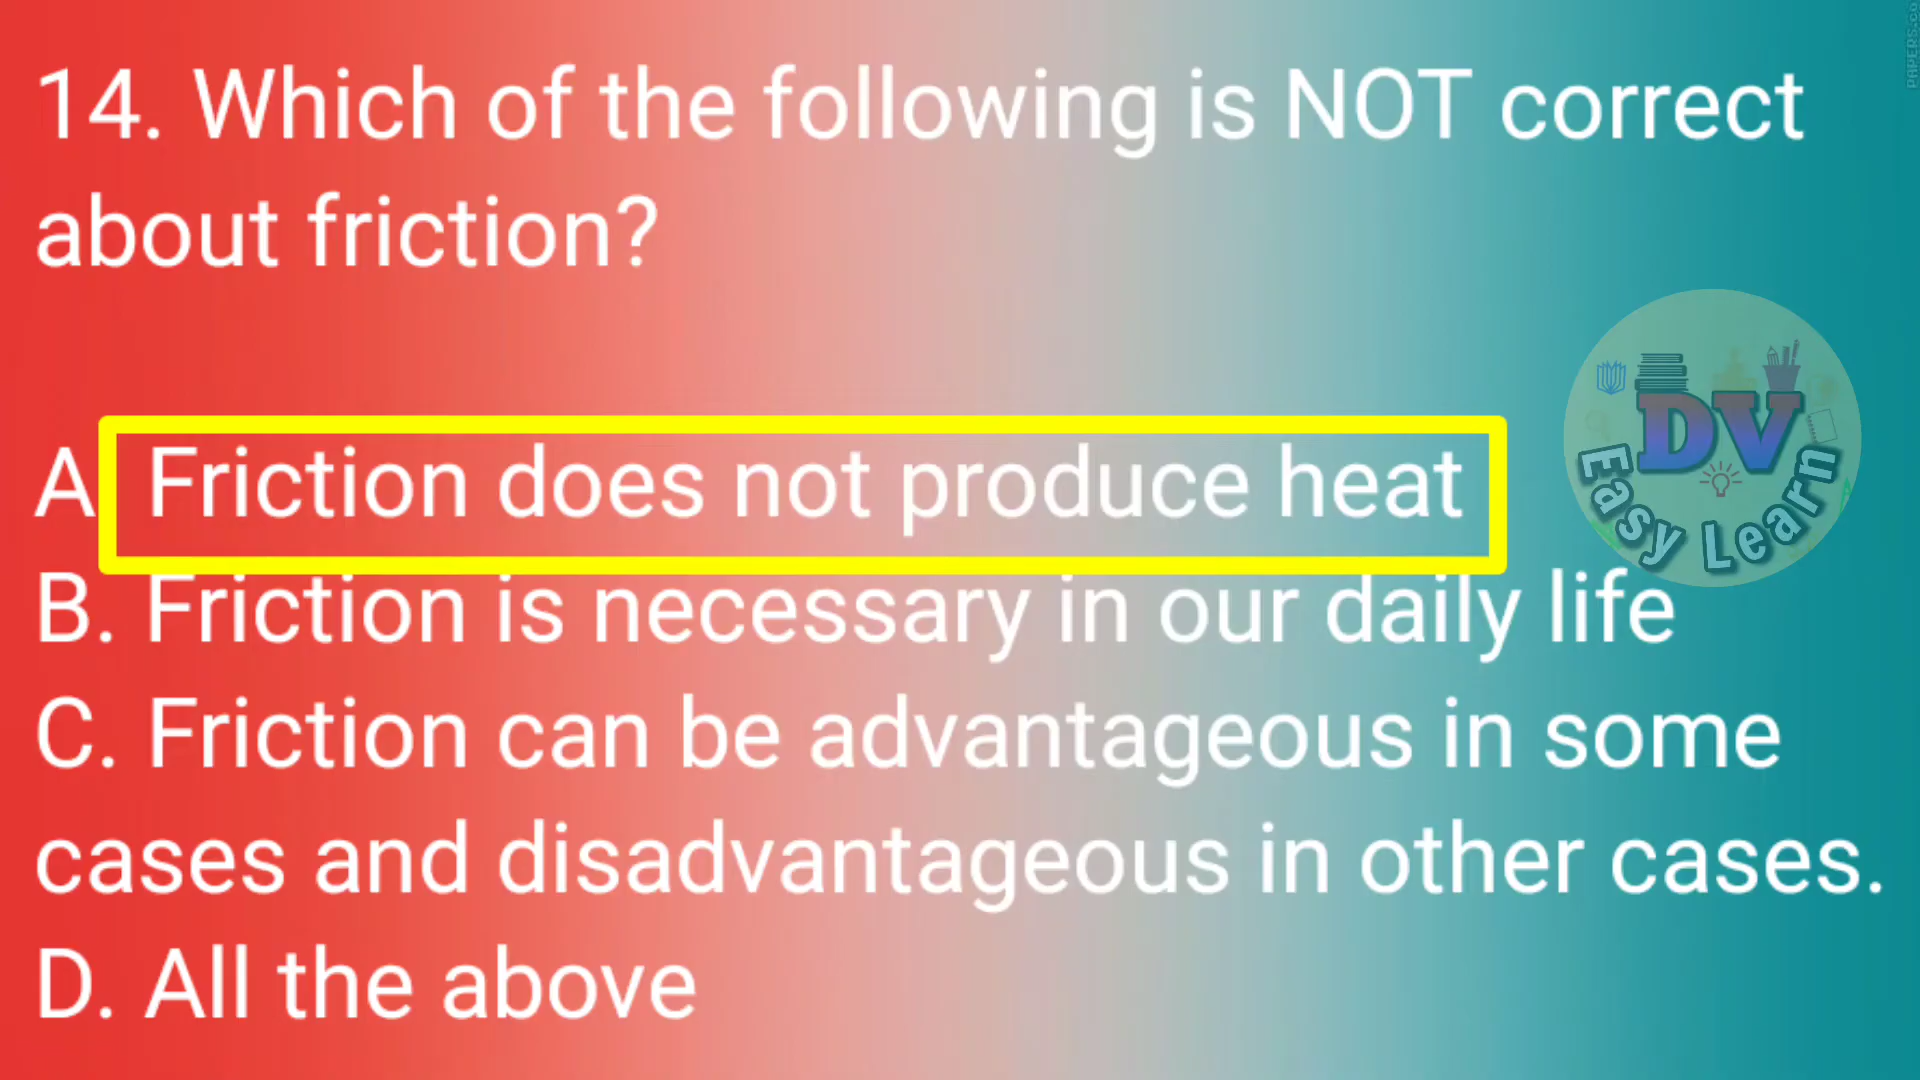 14. Which of the following is NOT correct
about friction?
A Friction does not produce heat
B. Friction is necessary in our daily life
C. Friction can be advantageous in some
cases and disadvantageous in other cases.
D. All the above
DV
Easy Learn
PAPERS.co